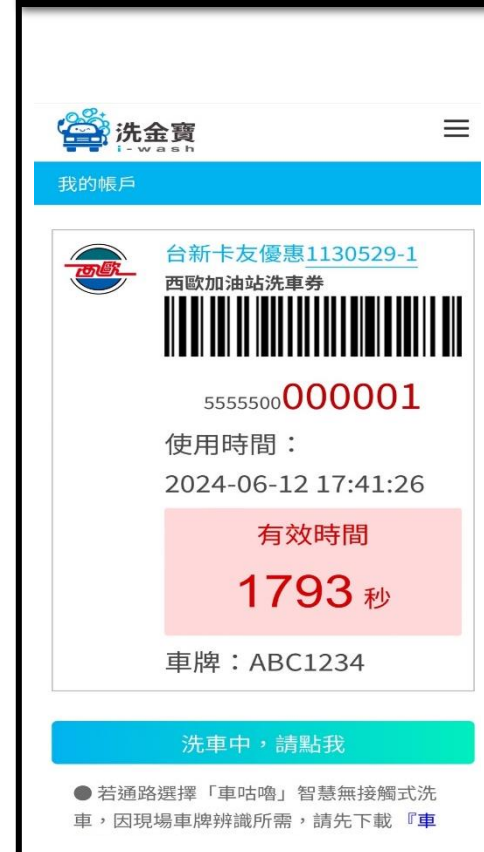 洗金寶
i-wash
我的帳戶
西歐
台新卡友優惠1130529-1
西歐加油站洗車券
5555500000001
使用時間：
2024-06-12 17:41:26
有效時間
1793 秒
車牌：ABC1234
洗車中，請點我
● 若通路選擇「車咕嚕」智慧無接觸式洗
車，因現場車牌辨識所需，請先下載 『車